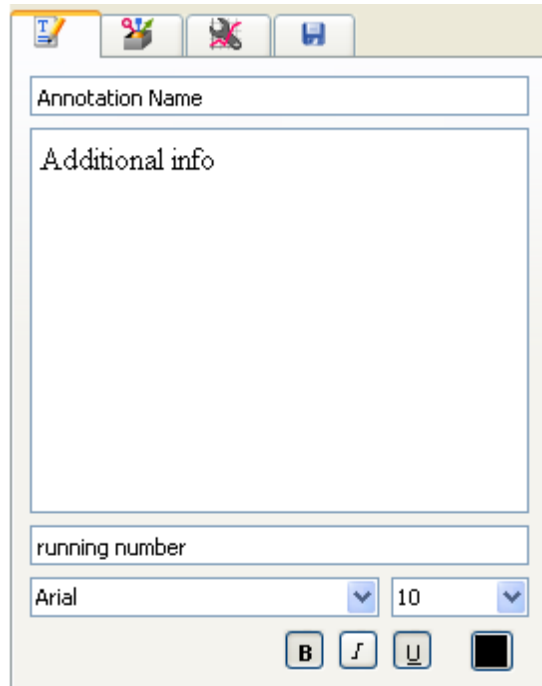 Annotation Name
Additional info
running number
Arial 10
B I U